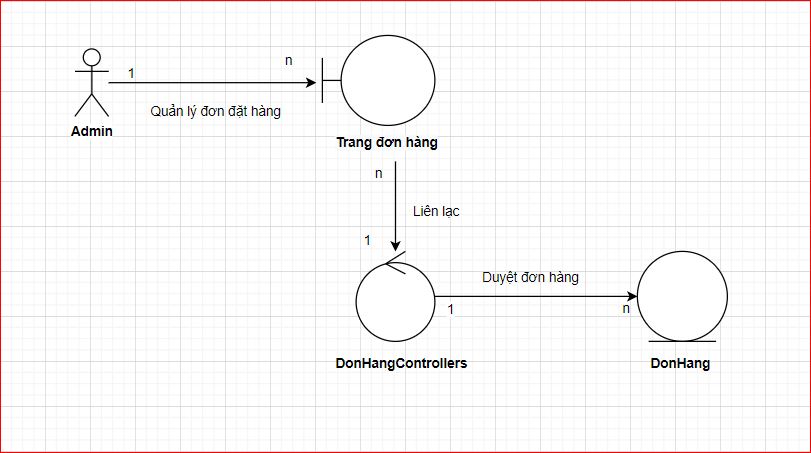 n
1
Quản lý đơn đặt hàng
Admin
Trang đơn hàng
n
Liên lạc
1
Duyệt đơn hàng
1
n
DonHangControllers
DonHang